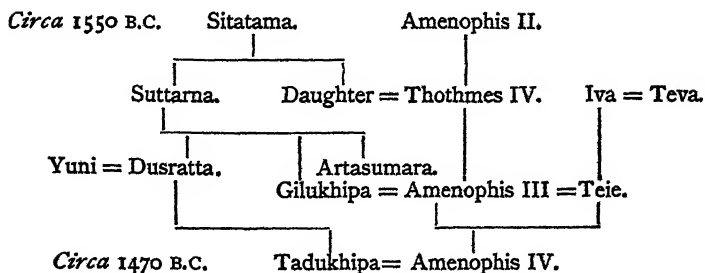 Circa 1550 B.C. Sitatama. Amenophis II.
Suttarna. Daughter = Thothmes IV. Iva = Teva.
Yuni = Dusratta. Artasumara.
Gilukhipa = Amenophis III = Teie.
Circa 1470 B.C. Tadukhipa = Amenophis IV.